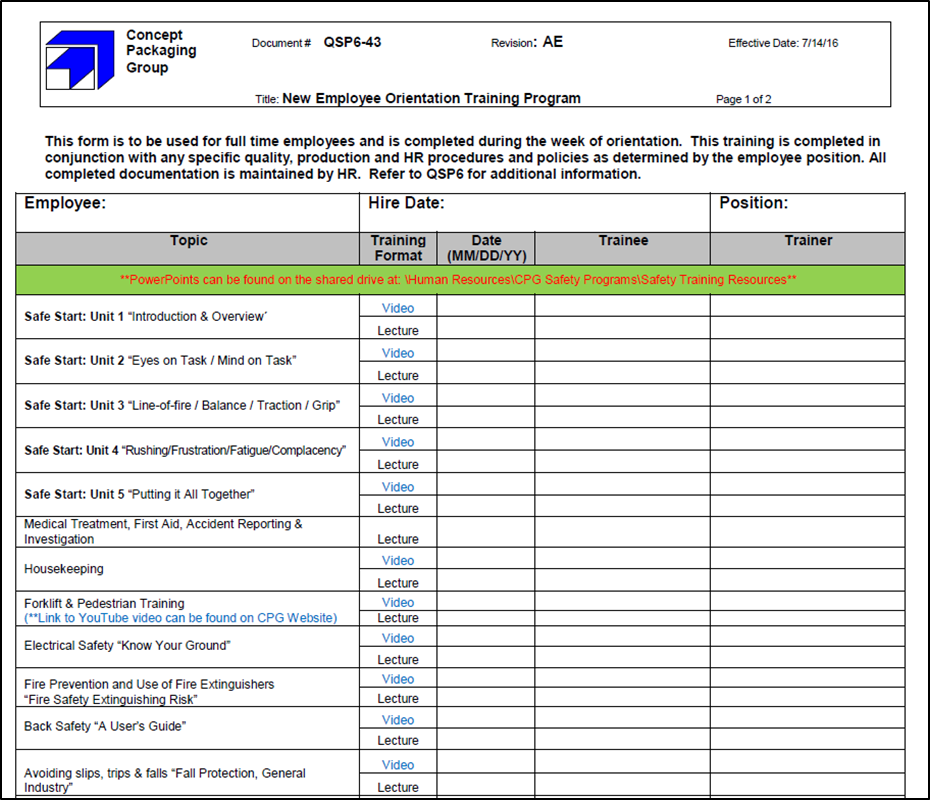 Concept
Packaging
Group
Document # QSP6-43
Revision: AE
Effective Date: 7/14/16
Title: New Employee Orientation Training Program
Page 1 of 2
This form is to be used for full time employees and is completed during the week of orientation. This training is completed in
conjunction with any specific quality, production and HR procedures and policies as determined by the employee position. All
completed documentation is maintained by HR. Refer to QSP6 for additional information.
Employee:
Hire Date:
Position:
Topic
Training
Format
Date
(MM/DD/YY)
Trainee
Trainer
**PowerPoints can be found on the shared drive at: \Human Resources\CPG Safety Programs\Safety Training Resources**
Safe Start: Unit 1 “Introduction & Overview’
Video
Lecture
Safe Start: Unit 2 “Eyes on Task / Mind on Task”
Video
Lecture
Safe Start: Unit 3 “Line-of-fire / Balance / Traction / Grip”
Video
Lecture
Safe Start: Unit 4 “Rushing/Frustration/Fatigue/Complacency”
Video
Lecture
Safe Start: Unit 5 “Putting it All Together”
Video
Lecture
Medical Treatment, First Aid, Accident Reporting &
Investigation
Lecture
Housekeeping
Video
Lecture
Forklift & Pedestrian Training
(**Link to YouTube video can be found on CPG Website)
Video
Lecture
Electrical Safety “Know Your Ground”
Video
Lecture
Fire Prevention and Use of Fire Extinguishers
“Fire Safety Extinguishing Risk”
Video
Lecture
Back Safety “A User’s Guide”
Video
Lecture
Avoiding slips, trips & falls “Fall Protection, General
Industry”
Video
Lecture